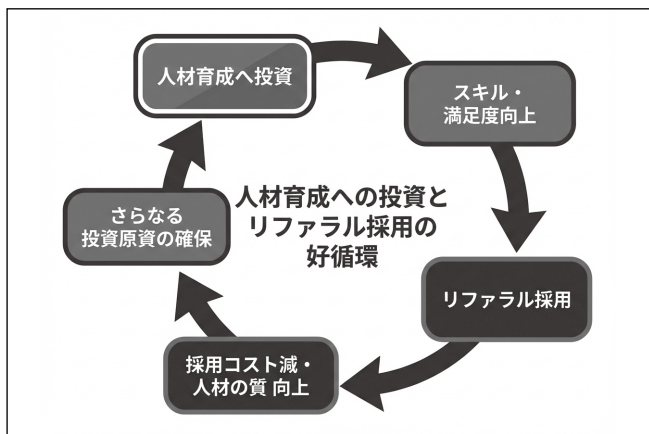 人材育成へ投資
スキル・
満足度向上
人材育成への投資と
リファラル採用の
好循環
さらなる
投資原資の確保
リファラル採用
採用コスト減・
人材の質 向上